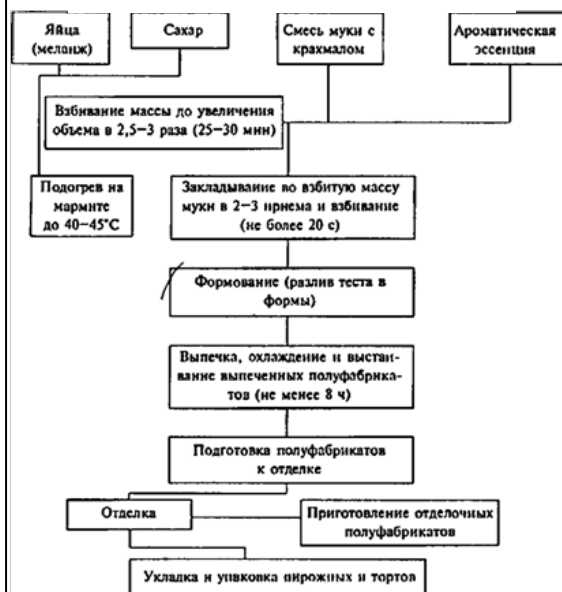 Яйца
(меланж)
Сахар
Смесь муки с
крахмалом
Ароматическая
эссенция
Взбивание массы до увеличения
объема в 2,5—3 раза (25—30 мин)
Подогрев на
мармите
до 40—45°С
Закладывание во взбитую массу
муки в 2—3 приема и взбивание
(не более 20 с)
Формование (разлив теста в
формы)
Выпечка, охлаждение и выстаи-
вание выпеченных полуфабрика-
тов (не менее 8 ч)
Подготовка полуфабрикатов
к отделке
Отделка
Приготовление отделочных
полуфабрикатов
Укладка и упаковка пирожных и тортов